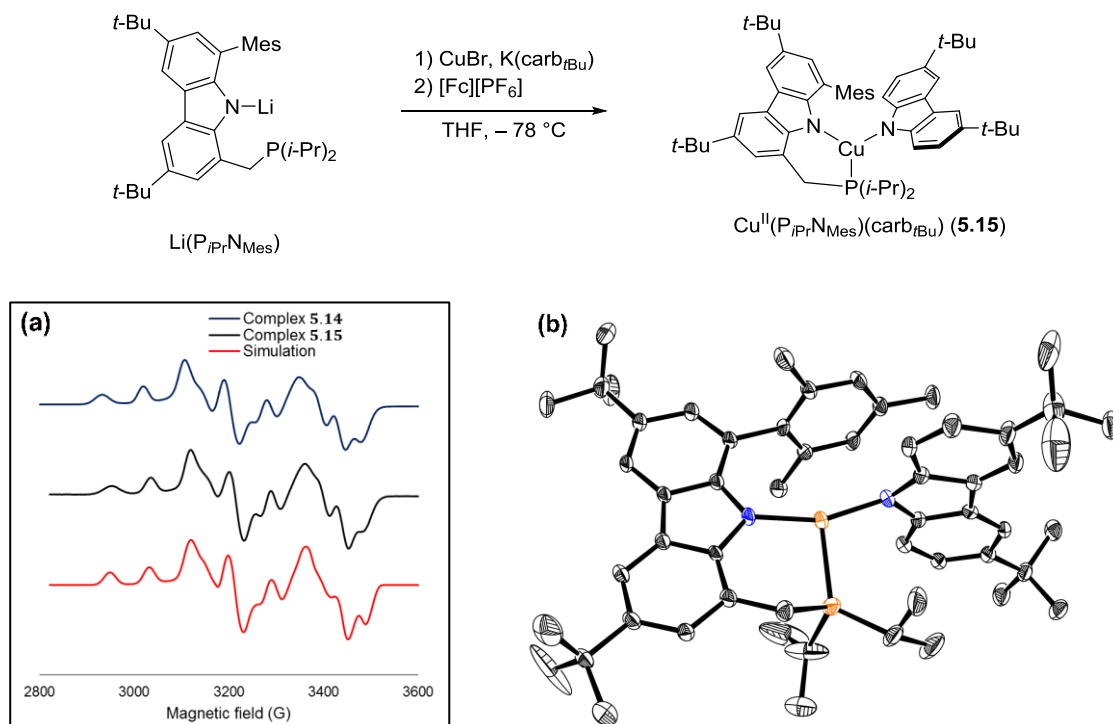 t-Bu
Mes
N
Li
t-Bu
P(i-Pr)2
Li(PiPrNMes)
1) CuBr, K(carbtBu)
2) [Fc][PF6]
THF, – 78 °C
t-Bu
t-Bu
Mes
N
N
Cu
t-Bu
t-Bu
P(i-Pr)2
CuII(PiPrNMes)(carbtBu) (5.15)
(a)
Complex 5.14
Complex 5.15
Simulation
2800 3000 3200 3400 3600
Magnetic field (G)
(b)